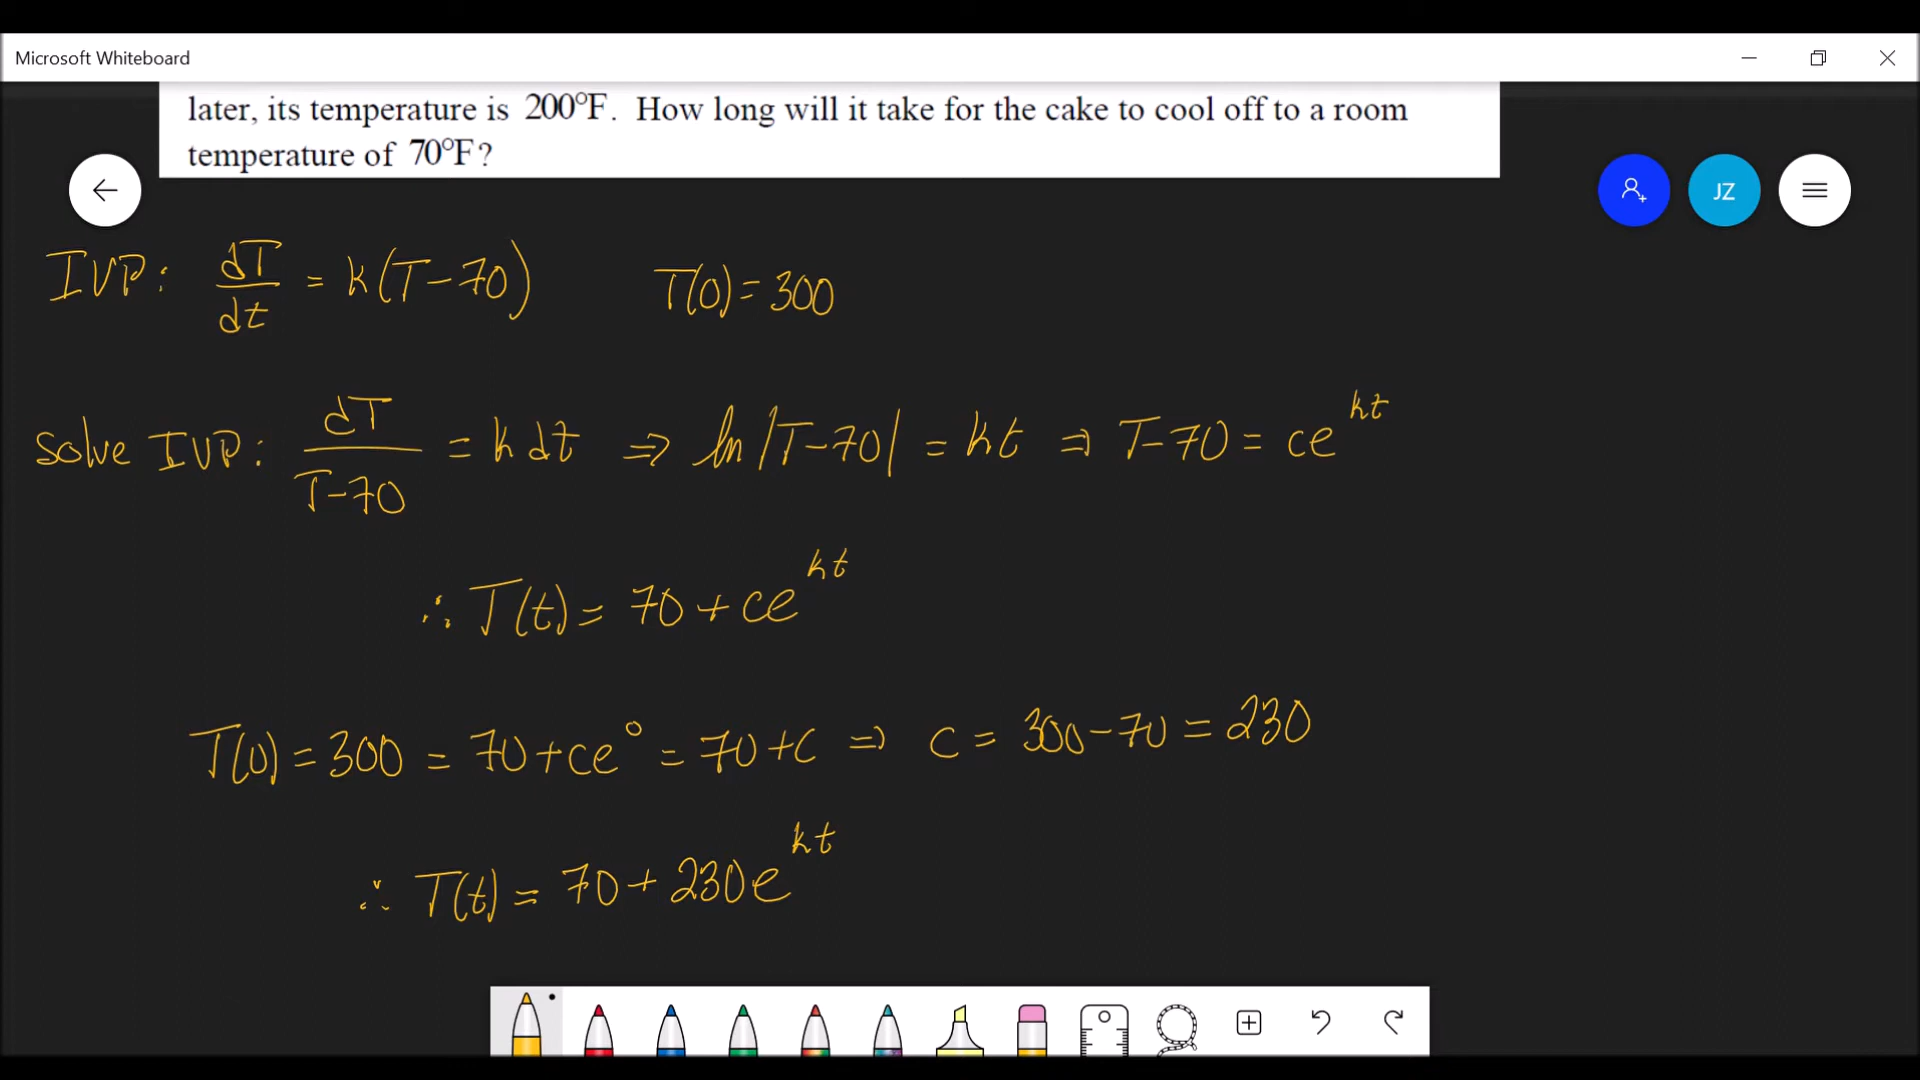 Microsoft Whiteboard
later, its temperature is 200°F. How long will it take for the cake to cool off to a room
temperature of 70°F?
JZ
IVP: dT/dt = k(T-70) T(0)=300
Solve IVP: dT/(T-70) = k dt ⇒ ln|T-70| = kt ⇒ T-70 = ce^kt
∴ T(t) = 70 + ce^kt
T(0) = 300 = 70+ce° = 70+c ⇒ c = 300-70 = 230
∴ T(t) = 70 + 230e^kt